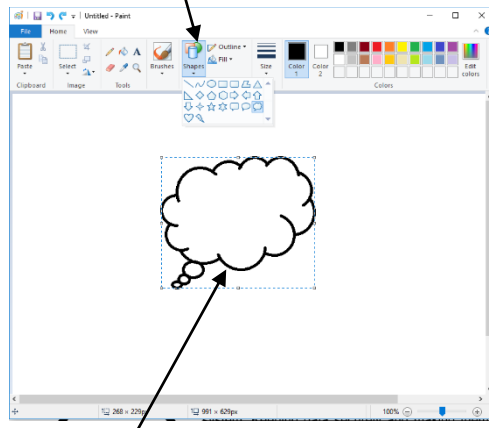 Untitled - Paint
File Home View
Paste Select Brushes Shapes Outline Fill Size Color 1 Color 2 Edit colors
Clipboard Image Tools Colors
268 × 229px 991 × 629px 100%